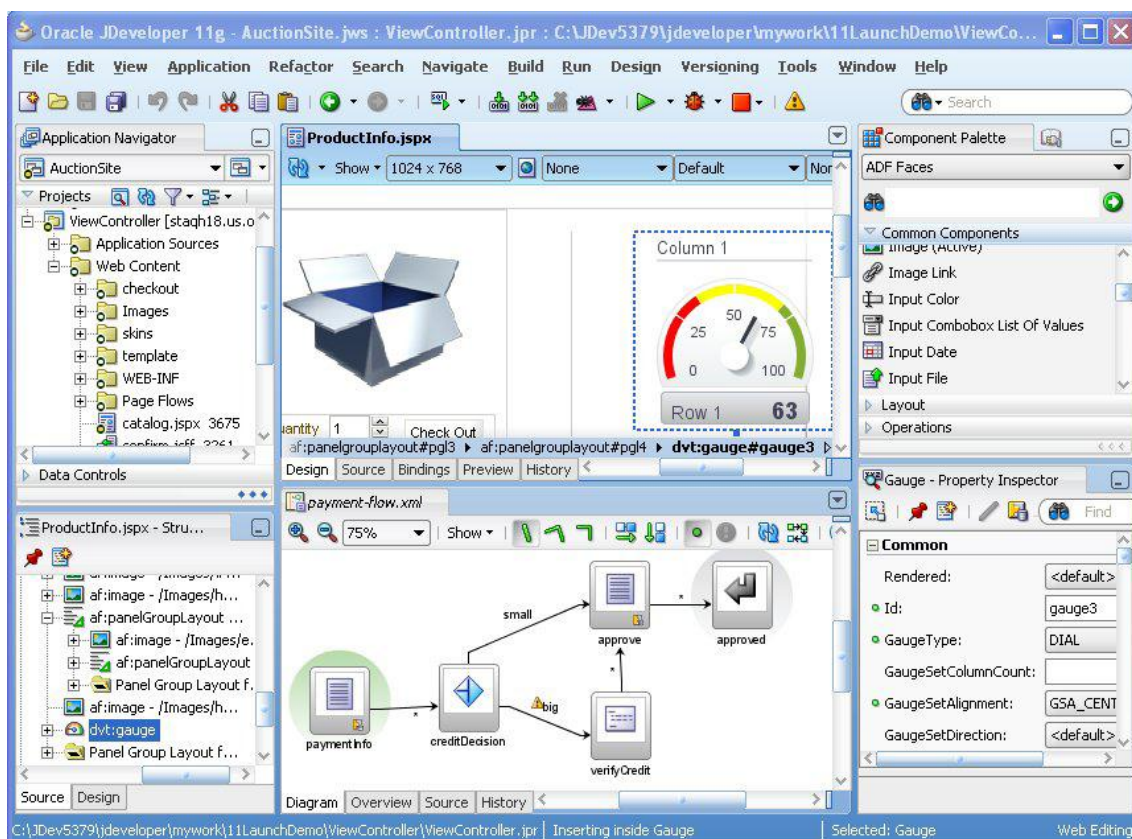 Oracle JDeveloper 11g - AuctionSite.jws : ViewController.jpr : C:\JDev5379\jdeveloper\mywork\11LaunchDemo\ViewCo...
File Edit View Application Refactor Search Navigate Build Run Design Versioning Tools Window Help
Search
Application Navigator
AuctionSite
Projects
ViewController [staqh18.us.o
Application Sources
Web Content
checkout
Images
skins
template
WEB-INF
Page Flows
catalog.jspx 3675
Data Controls
ProductInfo.jspx
Show 1024 x 768 None Default Nor
Column 1
0 25 50 75 100
Row 1 63
uantity 1 Check Out
af:panelgrouplayout#pgl3 af:panelgrouplayout#pgl4 dvt:gauge#gauge3
Design Source Bindings Preview History
Component Palette
ADF Faces
Common Components
Image (Active)
Image Link
Input Color
Input Combobox List Of Values
Input Date
Input File
Layout
Operations
ProductInfo.jspx - Stru...
af:image - /Images/h...
af:panelGroupLayout ...
af:image - /Images/e.
af:panelGroupLayout
Panel Group Layout f.
af:image - /Images/h...
dvt:gauge
Panel Group Layout f...
Source Design
payment-flow.xml
75% Show
small
approve
approved
paymentInfo
creditDecision
big
verifyCredit
* * *
Diagram Overview Source History
Gauge - Property Inspector
Find
Common
Rendered: <default>
Id: gauge3
GaugeType: DIAL
GaugeSetColumnCount:
GaugeSetAlignment: GSA_CENT
GaugeSetDirection: <default>
C:\JDev5379\jdeveloper\mywork\11LaunchDemo\ViewController\ViewController.jpr Inserting inside Gauge Selected: Gauge Web Editing